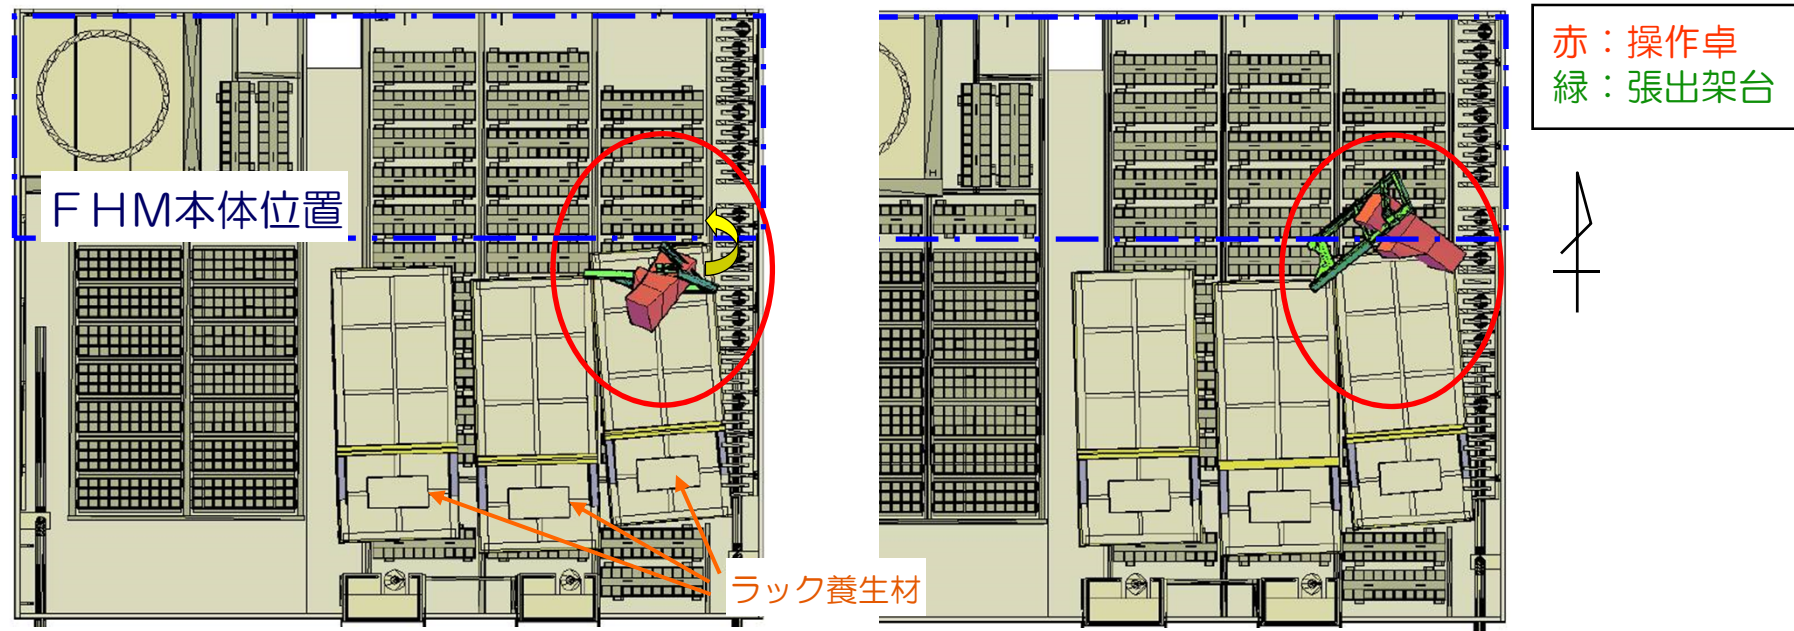 赤：操作卓
緑：張出架台
ＦＨＭ本体位置
ラック養生材